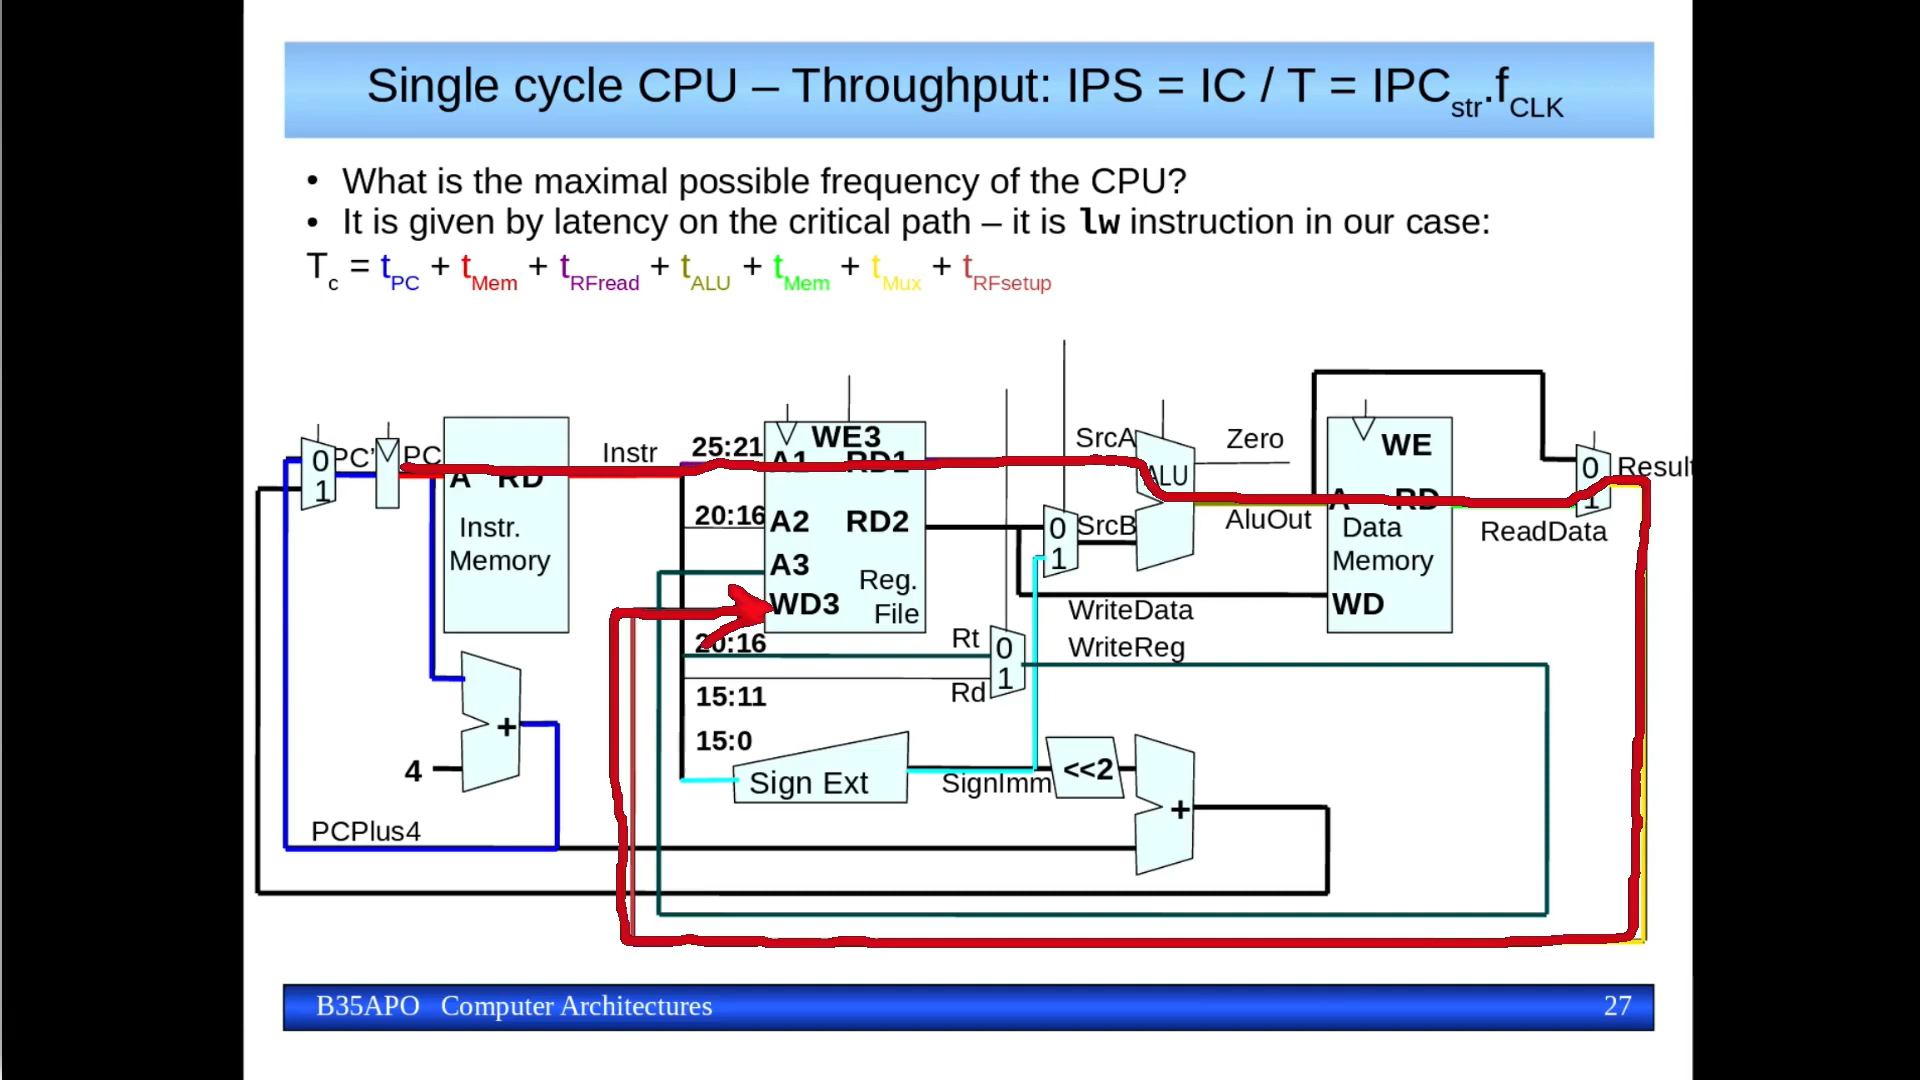 Single cycle CPU – Throughput: IPS = IC / T = IPCstr.fCLK
• What is the maximal possible frequency of the CPU?
• It is given by latency on the critical path – it is lw instruction in our case:
Tc = tPC + tMem + tRFread + tALU + tMem + tMux + tRFsetup
0
1
PC'
PC
A RD
Instr.
Memory
Instr
25:21
20:16
A1
A2
A3
WD3
WE3
RD1
RD2
Reg.
File
20:16
15:11
15:0
Rt
Rd
0
1
Sign Ext
SignImm
<<2
+
SrcA
SrcB
0
1
ALU
Zero
AluOut
WriteData
WriteReg
WE
A RD
Data
Memory
WD
ReadData
0
1
Result
+
4
PCPlus4
B35APO Computer Architectures
27